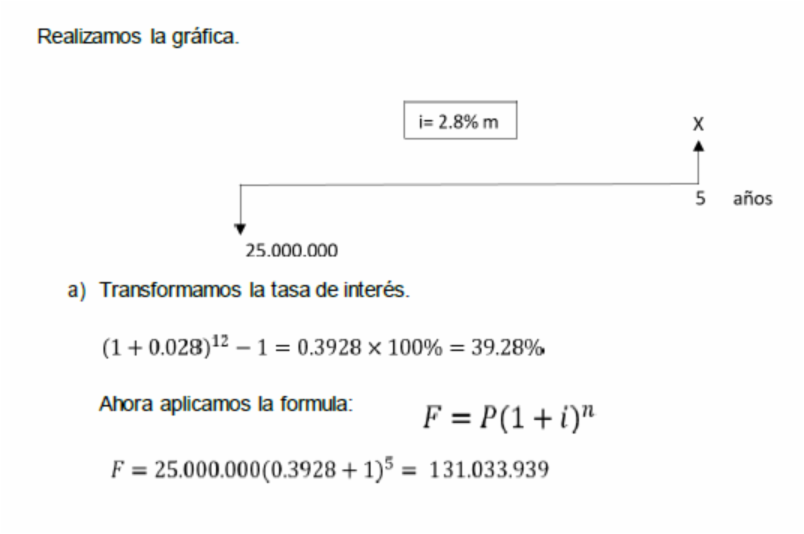 Realizamos la gráfica.
i= 2.8% m
X
5 años
25.000.000
a) Transformamos la tasa de interés.
(1 + 0.028)¹² − 1 = 0.3928 × 100% = 39.28%
Ahora aplicamos la formula:
F = P(1 + i)ⁿ
F = 25.000.000(0.3928 + 1)⁵ = 131.033.939